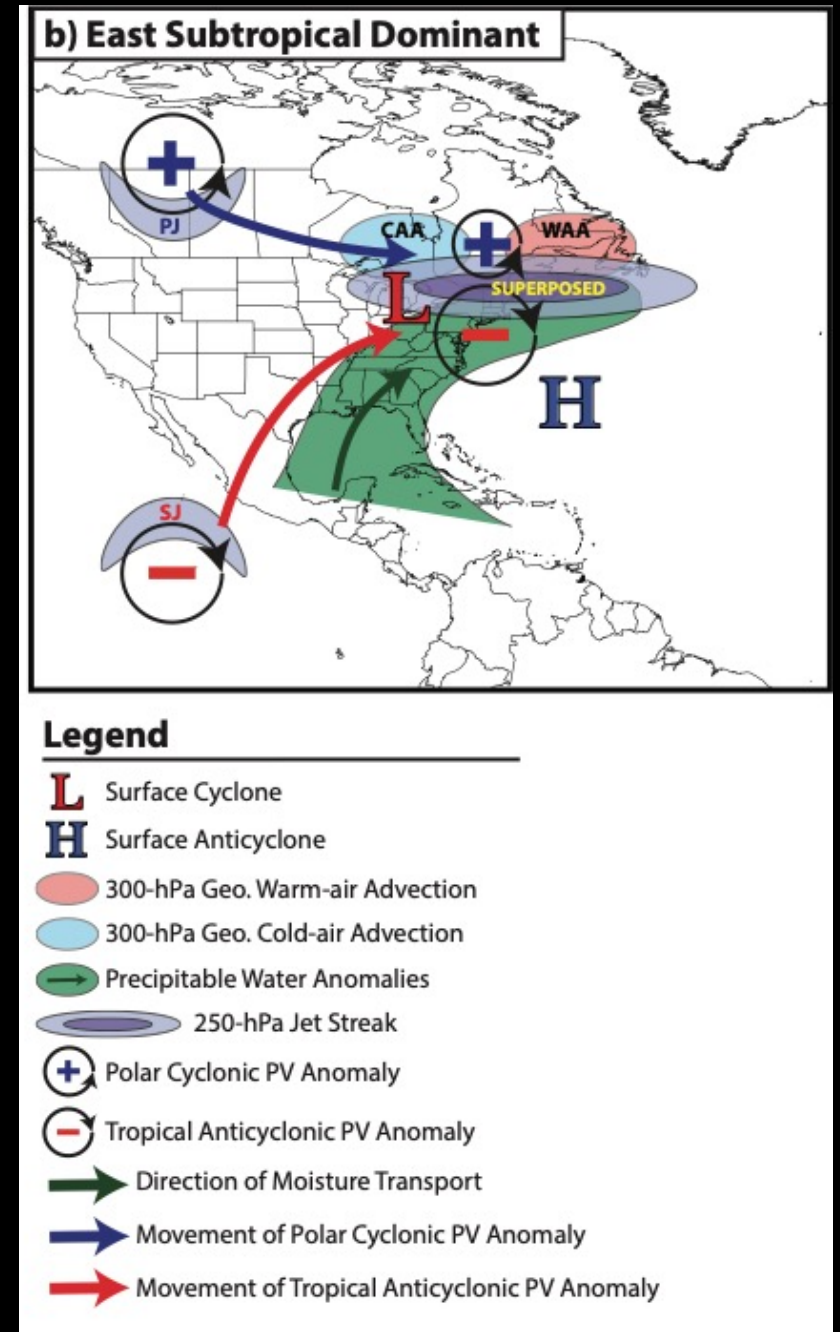 b) East Subtropical Dominant
+
PJ
CAA
+
WAA
SUPERPOSED
L
−
H
SJ
−
Legend
L Surface Cyclone
H Surface Anticyclone
300-hPa Geo. Warm-air Advection
300-hPa Geo. Cold-air Advection
Precipitable Water Anomalies
250-hPa Jet Streak
+ Polar Cyclonic PV Anomaly
− Tropical Anticyclonic PV Anomaly
Direction of Moisture Transport
Movement of Polar Cyclonic PV Anomaly
Movement of Tropical Anticyclonic PV Anomaly